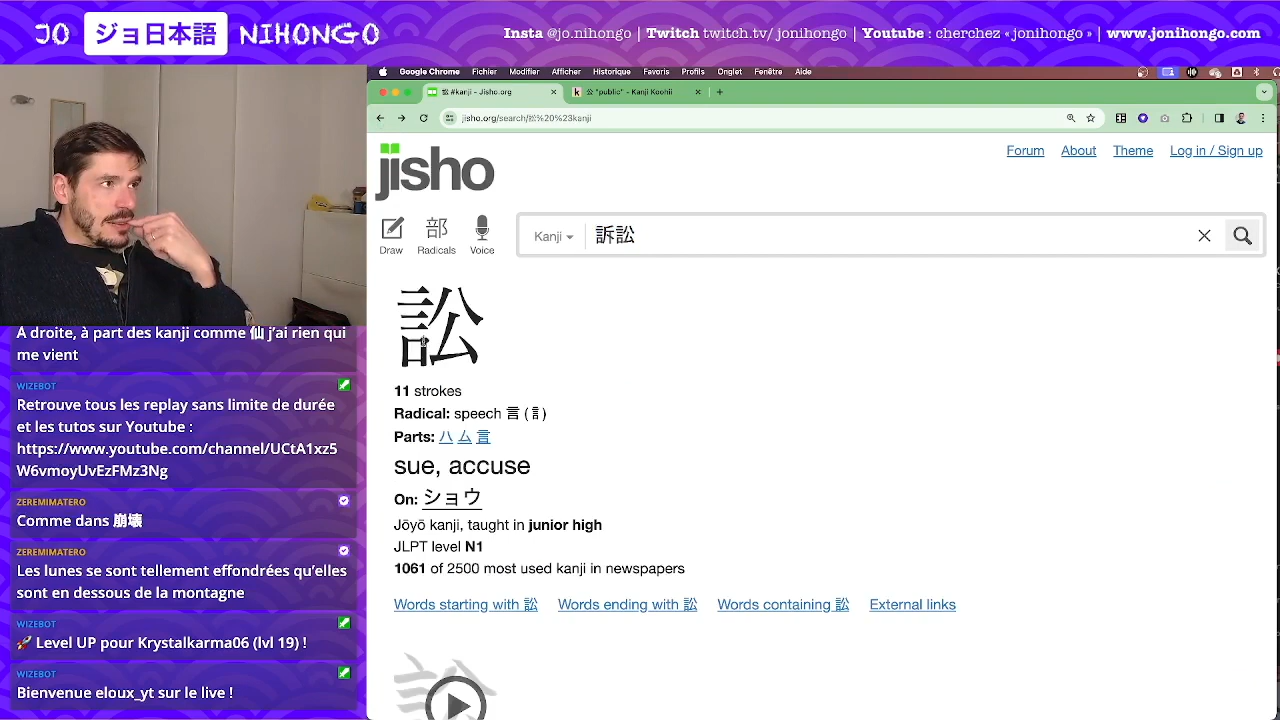 JO ジョ日本語 NIHONGO
Insta @jo.nihongo | Twitch twitch.tv/jonihongo | Youtube : cherchez « jonihongo » | www.jonihongo.com
Google Chrome Fichier Modifier Afficher Historique Favoris Profils Onglet Fenêtre Aide
訟 #kanji - Jisho.org
公 "public" - Kanji Koohii
jisho.org/search/訟%20%23kanji
jisho
Forum About Theme Log in / Sign up
Draw
部 Radicals
Voice
Kanji 訴訟
訟
11 strokes
Radical: speech 言 (訁)
Parts: ハ ム 言
sue, accuse
On: ショウ
Jōyō kanji, taught in junior high
JLPT level N1
1061 of 2500 most used kanji in newspapers
Words starting with 訟 Words ending with 訟 Words containing 訟 External links
À droite, à part des kanji comme 仙 j'ai rien qui
me vient
WIZEBOT
Retrouve tous les replay sans limite de durée
et les tutos sur Youtube :
https://www.youtube.com/channel/UCtA1xz5
W6vmoyUvEzFMz3Ng
ZEREMIMATERO
Comme dans 崩壊
ZEREMIMATERO
Les lunes se sont tellement effondrées qu'elles
sont en dessous de la montagne
WIZEBOT
🚀 Level UP pour Krystalkarma06 (lvl 19) !
WIZEBOT
Bienvenue eloux_yt sur le live !